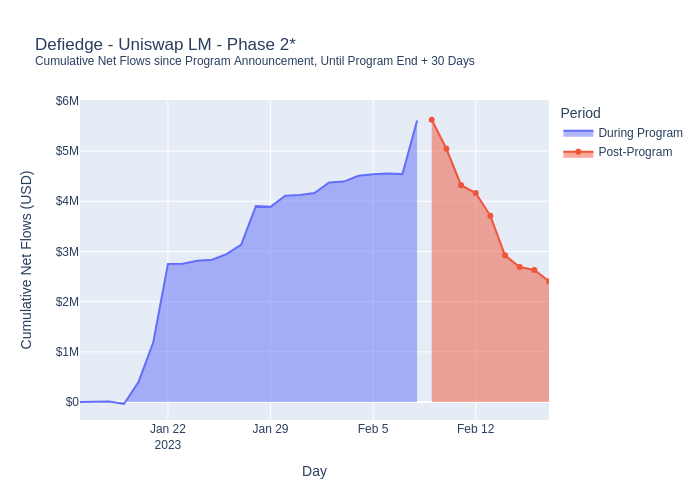 Defiedge - Uniswap LM - Phase 2*
Cumulative Net Flows since Program Announcement, Until Program End + 30 Days
$6M
$5M
$4M
$3M
$2M
$1M
$0
Cumulative Net Flows (USD)
Jan 22
2023
Jan 29
Feb 5
Feb 12
Day
Period
During Program
Post-Program